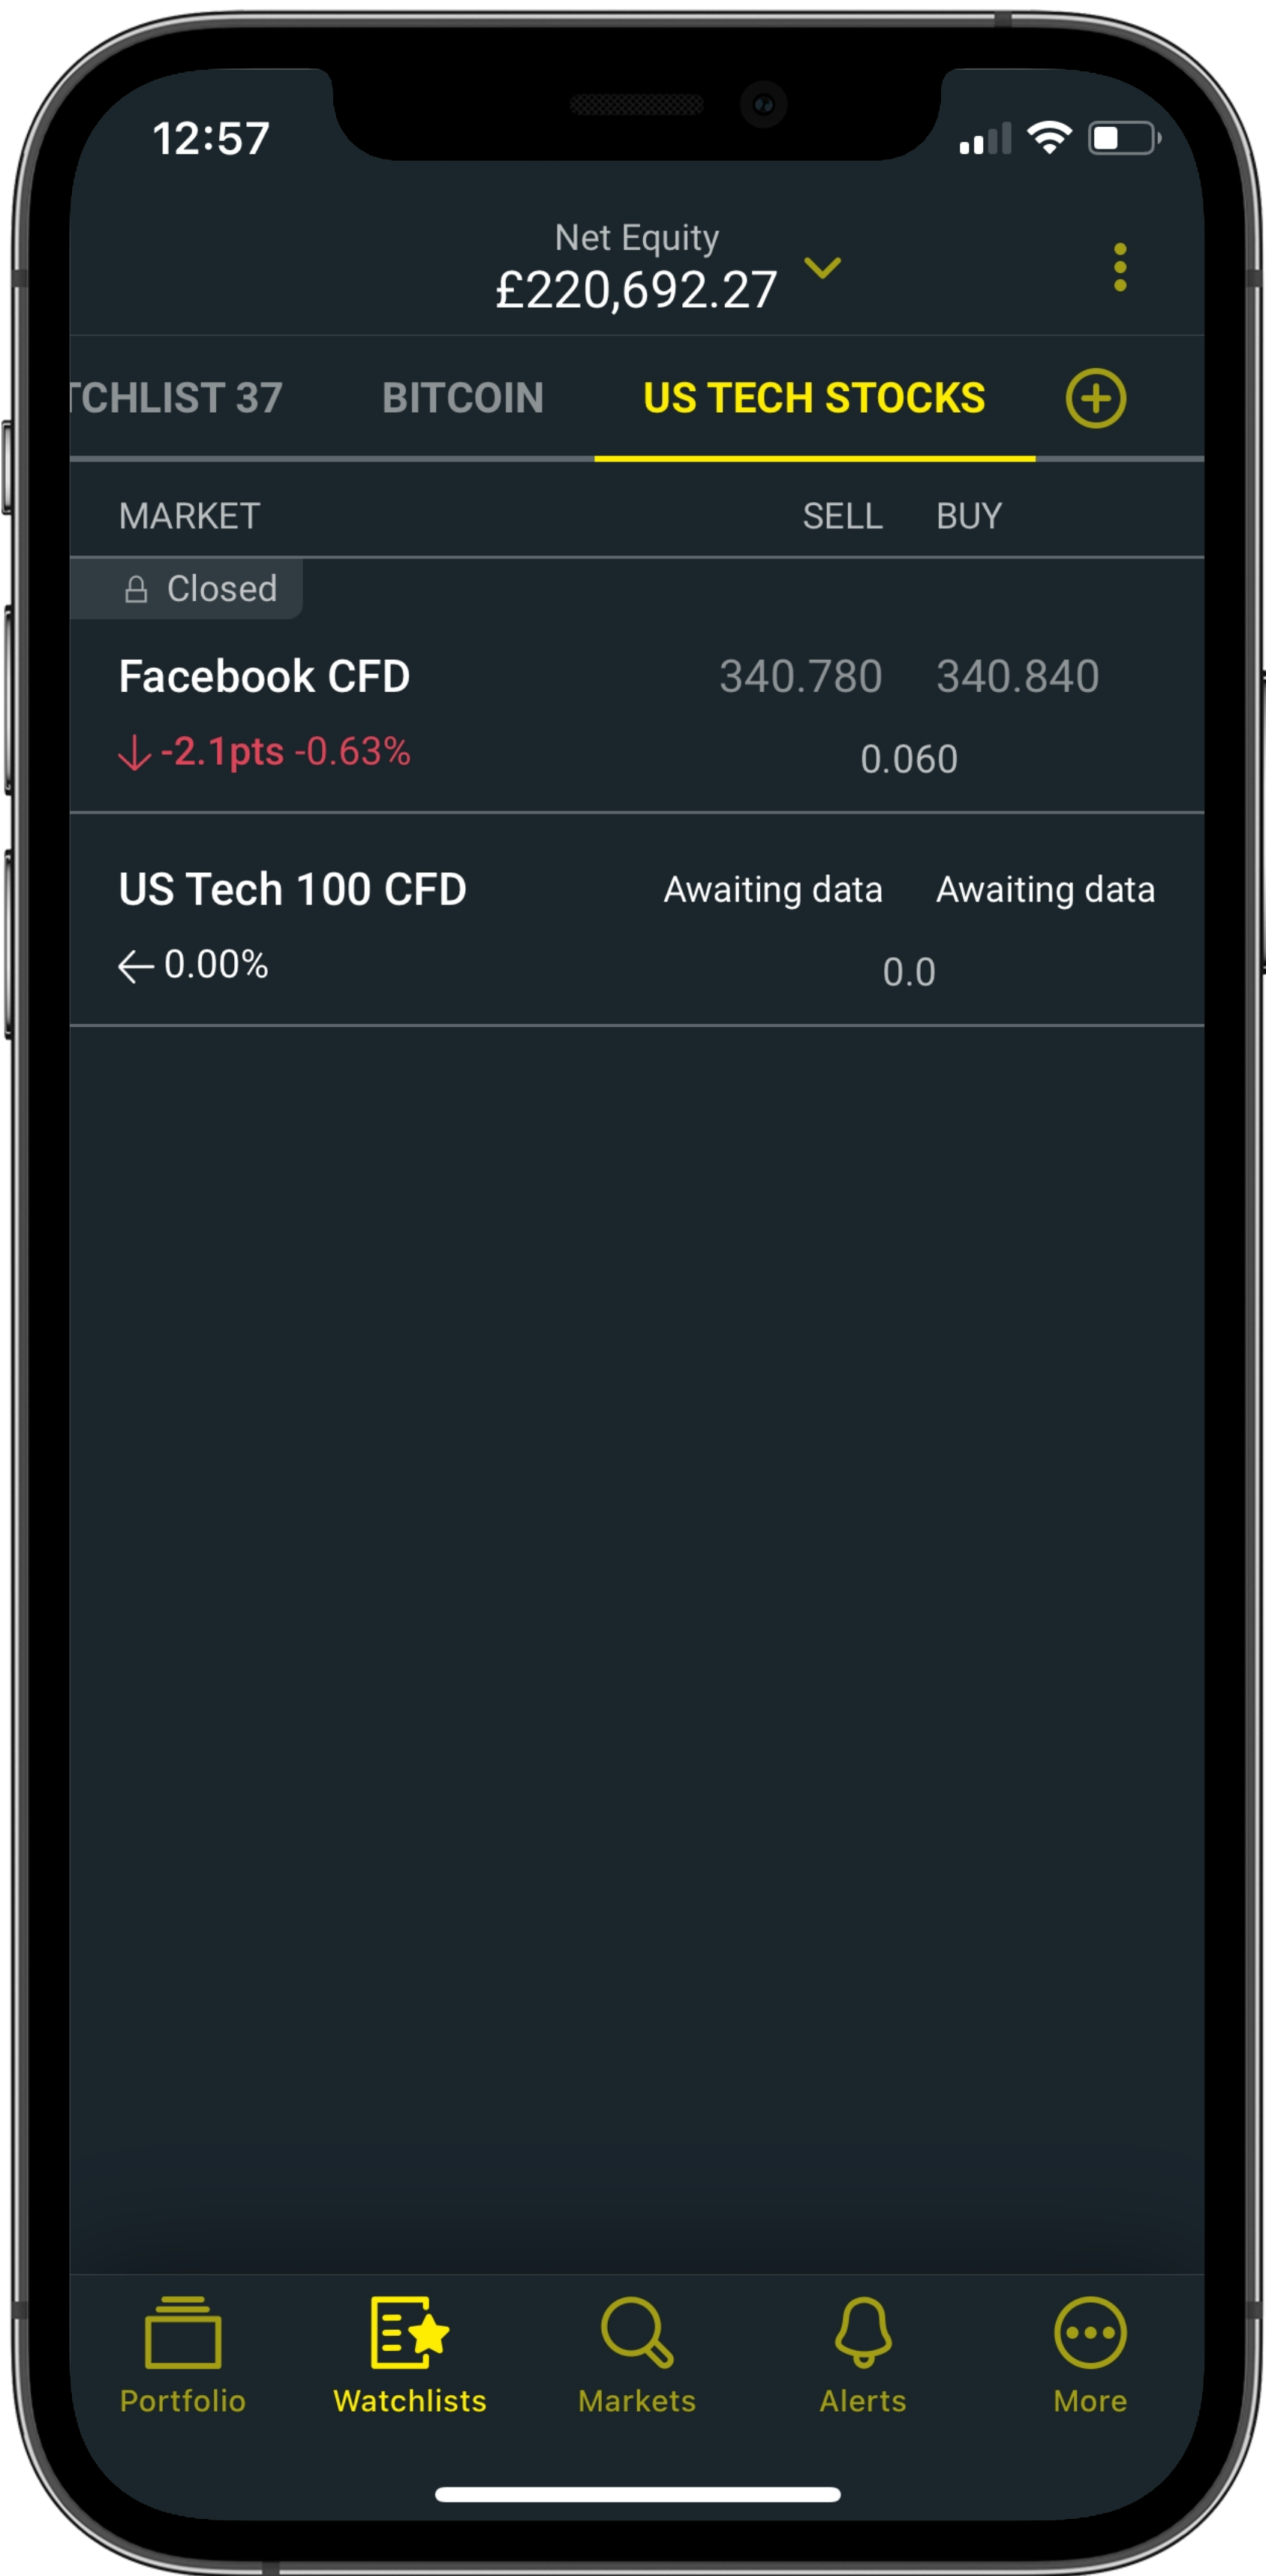 12:57
Net Equity
£220,692.27
TCHLIST 37 BITCOIN US TECH STOCKS
MARKET SELL BUY
Closed
Facebook CFD 340.780 340.840
-2.1pts -0.63% 0.060
US Tech 100 CFD Awaiting data Awaiting data
0.00% 0.0
Portfolio Watchlists Markets Alerts More